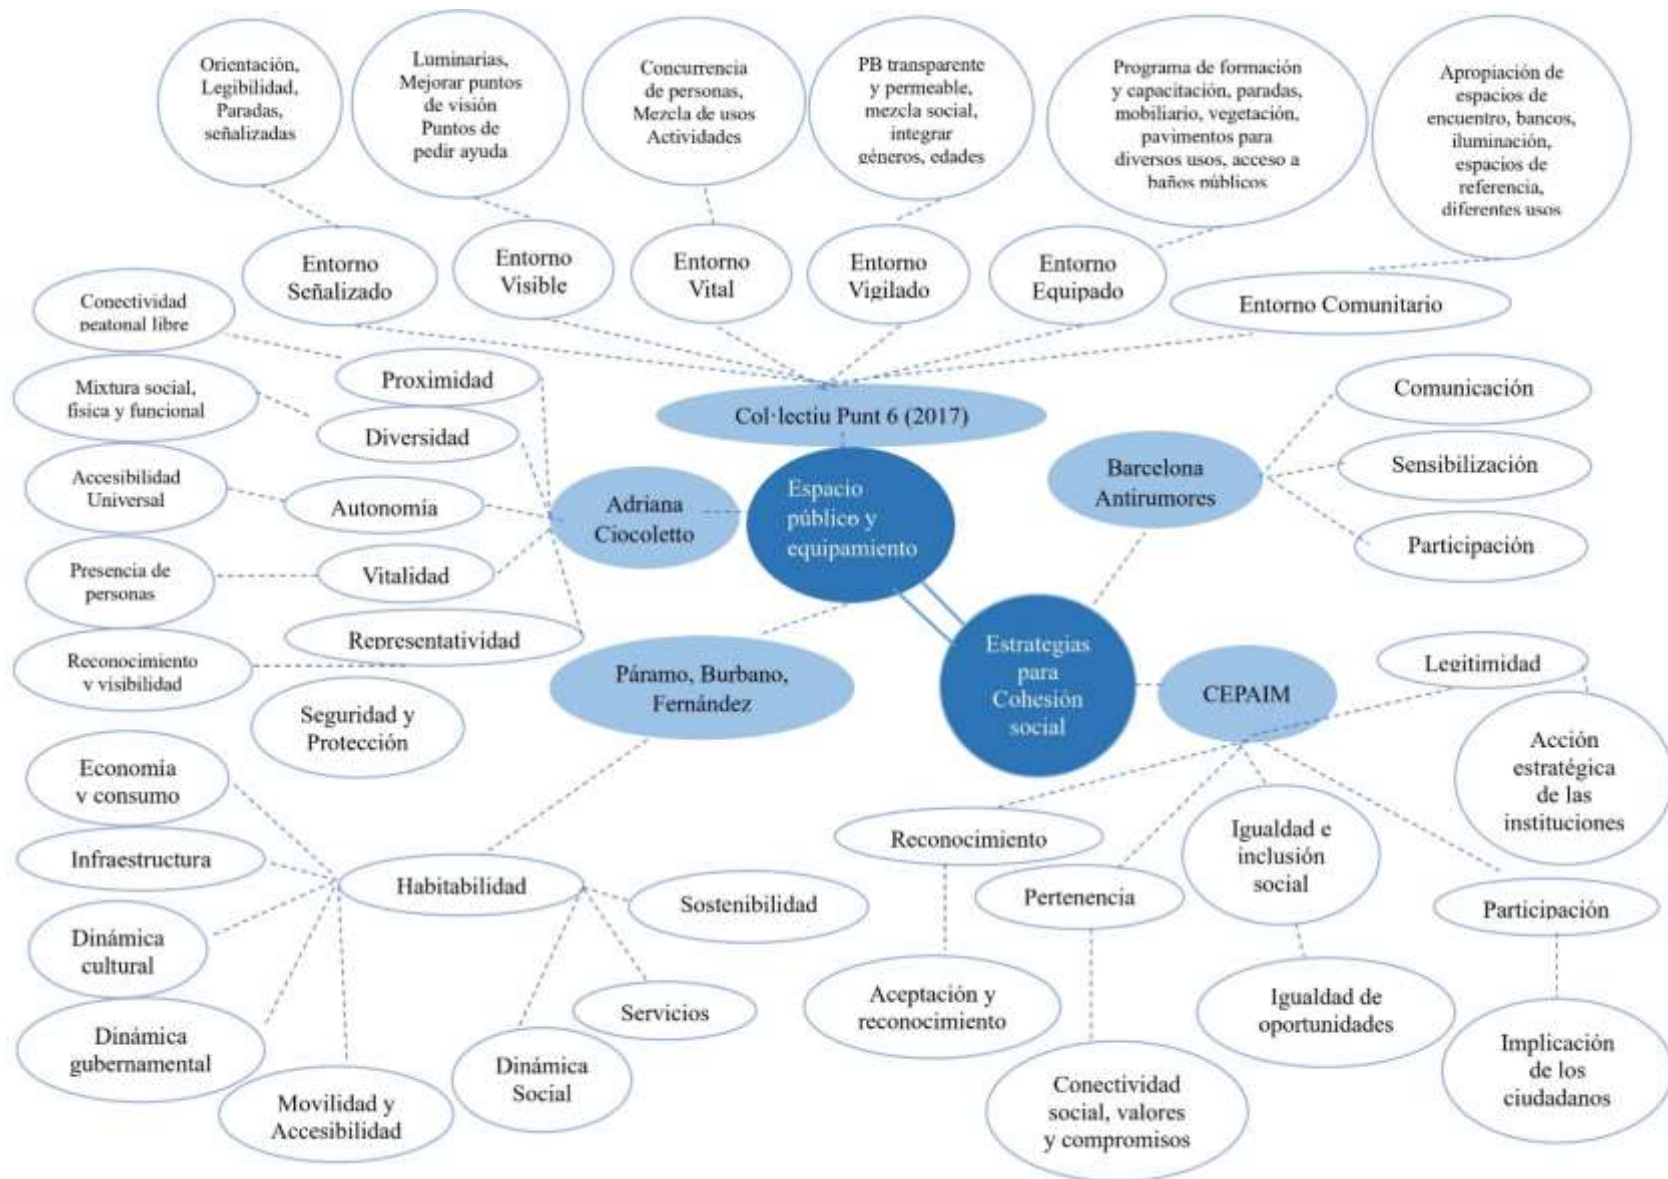 Orientación,
Legibilidad,
Paradas,
señalizadas
Luminarias,
Mejorar puntos
de visión
Puntos de
pedir ayuda
Concurrencia
de personas,
Mezcla de usos
Actividades
PB transparente
y permeable,
mezcla social,
integrar
géneros, edades
Programa de formación
y capacitación, paradas,
mobiliario, vegetación,
pavimentos para
diversos usos, acceso a
baños públicos
Apropiación de
espacios de
encuentro, bancos,
iluminación,
espacios de
referencia,
diferentes usos
Entorno
Señalizado
Entorno
Visible
Entorno
Vital
Entorno
Vigilado
Entorno
Equipado
Entorno Comunitario
Conectividad
peatonal libre
Proximidad
Mixtura social,
física y funcional
Diversidad
Accesibilidad
Universal
Autonomía
Presencia de
personas
Vitalidad
Reconocimiento
y visibilidad
Representatividad
Seguridad y
Protección
Adriana
Ciocoletto
Col·lectiu Punt 6 (2017)
Espacio
público y
equipamiento
Páramo, Burbano,
Fernández
Estrategias
para
Cohesión
social
Barcelona
Antirumores
Comunicación
Sensibilización
Participación
CEPAIM
Legitimidad
Acción
estratégica
de las
instituciones
Reconocimiento
Pertenencia
Igualdad e
inclusión
social
Participación
Aceptación y
reconocimiento
Conectividad
social, valores
y compromisos
Igualdad de
oportunidades
Implicación
de los
ciudadanos
Economía
y consumo
Infraestructura
Habitabilidad
Sostenibilidad
Dinámica
cultural
Dinámica
gubernamental
Movilidad y
Accesibilidad
Dinámica
Social
Servicios